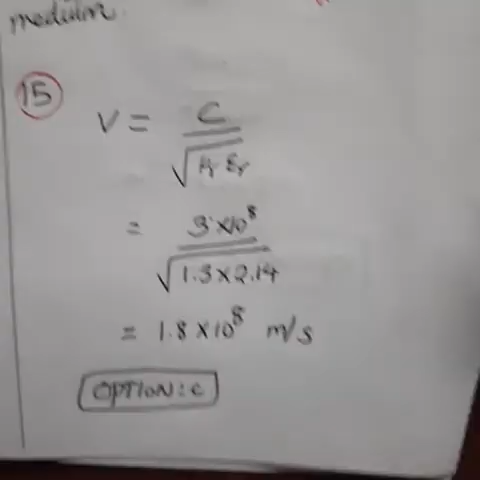 medium.
15
V = C / √μr εr
= 3×10⁸ / √1.3×2.14
= 1.8×10⁸ m/s
OPTION: C